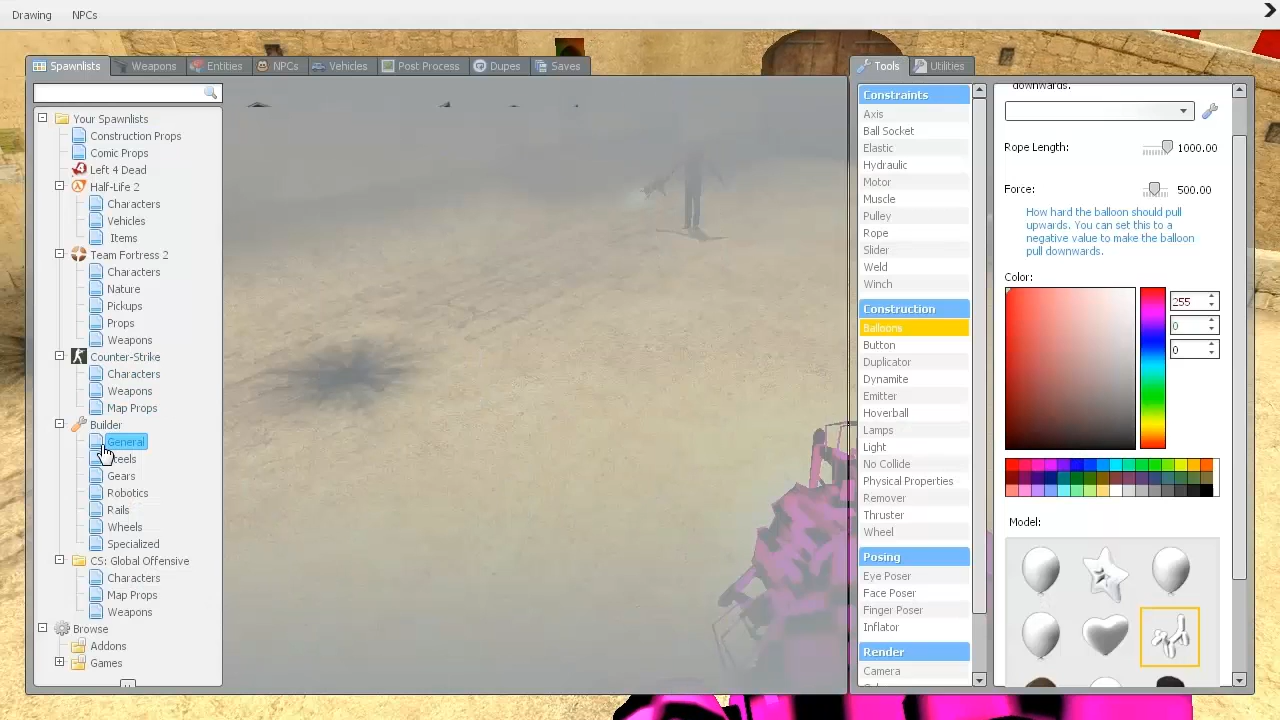 Drawing NPCs
Spawnlists Weapons Entities NPCs Vehicles Post Process Dupes Saves
Tools Utilities
Your Spawnlists
Construction Props
Comic Props
Left 4 Dead
Half-Life 2
Characters
Vehicles
Items
Team Fortress 2
Characters
Nature
Pickups
Props
Weapons
Counter-Strike
Characters
Weapons
Map Props
Builder
General
eels
Gears
Robotics
Rails
Wheels
Specialized
CS: Global Offensive
Characters
Map Props
Weapons
Browse
Addons
Games
Constraints
Axis
Ball Socket
Elastic
Hydraulic
Motor
Muscle
Pulley
Rope
Slider
Weld
Winch
Construction
Balloons
Button
Duplicator
Dynamite
Emitter
Hoverball
Lamps
Light
No Collide
Physical Properties
Remover
Thruster
Wheel
Posing
Eye Poser
Face Poser
Finger Poser
Inflator
Render
Camera
downwards.
Rope Length: 1000.00
Force: 500.00
How hard the balloon should pull
upwards. You can set this to a
negative value to make the balloon
pull downwards.
Color:
255
0
0
Model: